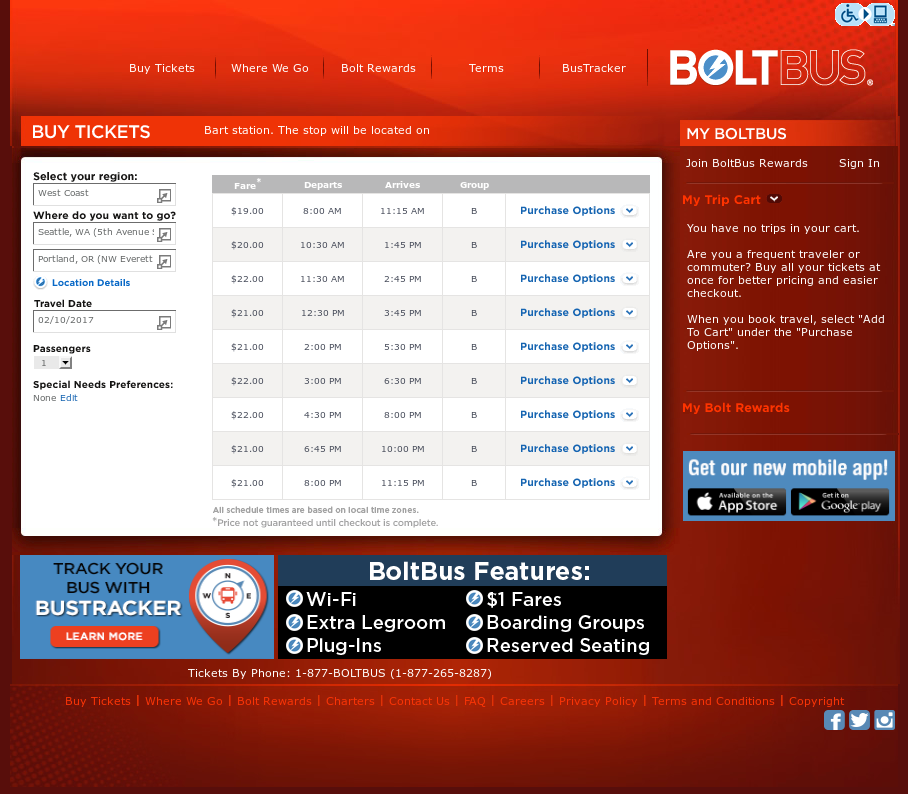 Buy Tickets
Where We Go
Bolt Rewards
Terms
BusTracker
BOLTBUS®
BUY TICKETS
Bart station. The stop will be located on
MY BOLTBUS
Join BoltBus Rewards
Sign In
Select your region:
West Coast
Where do you want to go?
Seattle, WA (5th Avenue
Portland, OR (NW Everett
Location Details
Travel Date
02/10/2017
Passengers
1
Special Needs Preferences:
None Edit
Fare* Departs Arrives Group
$19.00 8:00 AM 11:15 AM B Purchase Options
$20.00 10:30 AM 1:45 PM B Purchase Options
$22.00 11:30 AM 2:45 PM B Purchase Options
$21.00 12:30 PM 3:45 PM B Purchase Options
$21.00 2:00 PM 5:30 PM B Purchase Options
$22.00 3:00 PM 6:30 PM B Purchase Options
$22.00 4:30 PM 8:00 PM B Purchase Options
$21.00 6:45 PM 10:00 PM B Purchase Options
$21.00 8:00 PM 11:15 PM B Purchase Options
All schedule times are based on local time zones.
*Price not guaranteed until checkout is complete.
My Trip Cart
You have no trips in your cart.
Are you a frequent traveler or
commuter? Buy all your tickets at
once for better pricing and easier
checkout.
When you book travel, select "Add
To Cart" under the "Purchase
Options".
My Bolt Rewards
Get our new mobile app!
Available on the
App Store
Get it on
Google play
TRACK YOUR
BUS WITH
BUSTRACKER
LEARN MORE
N
W E
S
BoltBus Features:
Wi-Fi
$1 Fares
Extra Legroom
Boarding Groups
Plug-Ins
Reserved Seating
Tickets By Phone: 1-877-BOLTBUS (1-877-265-8287)
Buy Tickets | Where We Go | Bolt Rewards | Charters | Contact Us | FAQ | Careers | Privacy Policy | Terms and Conditions | Copyright